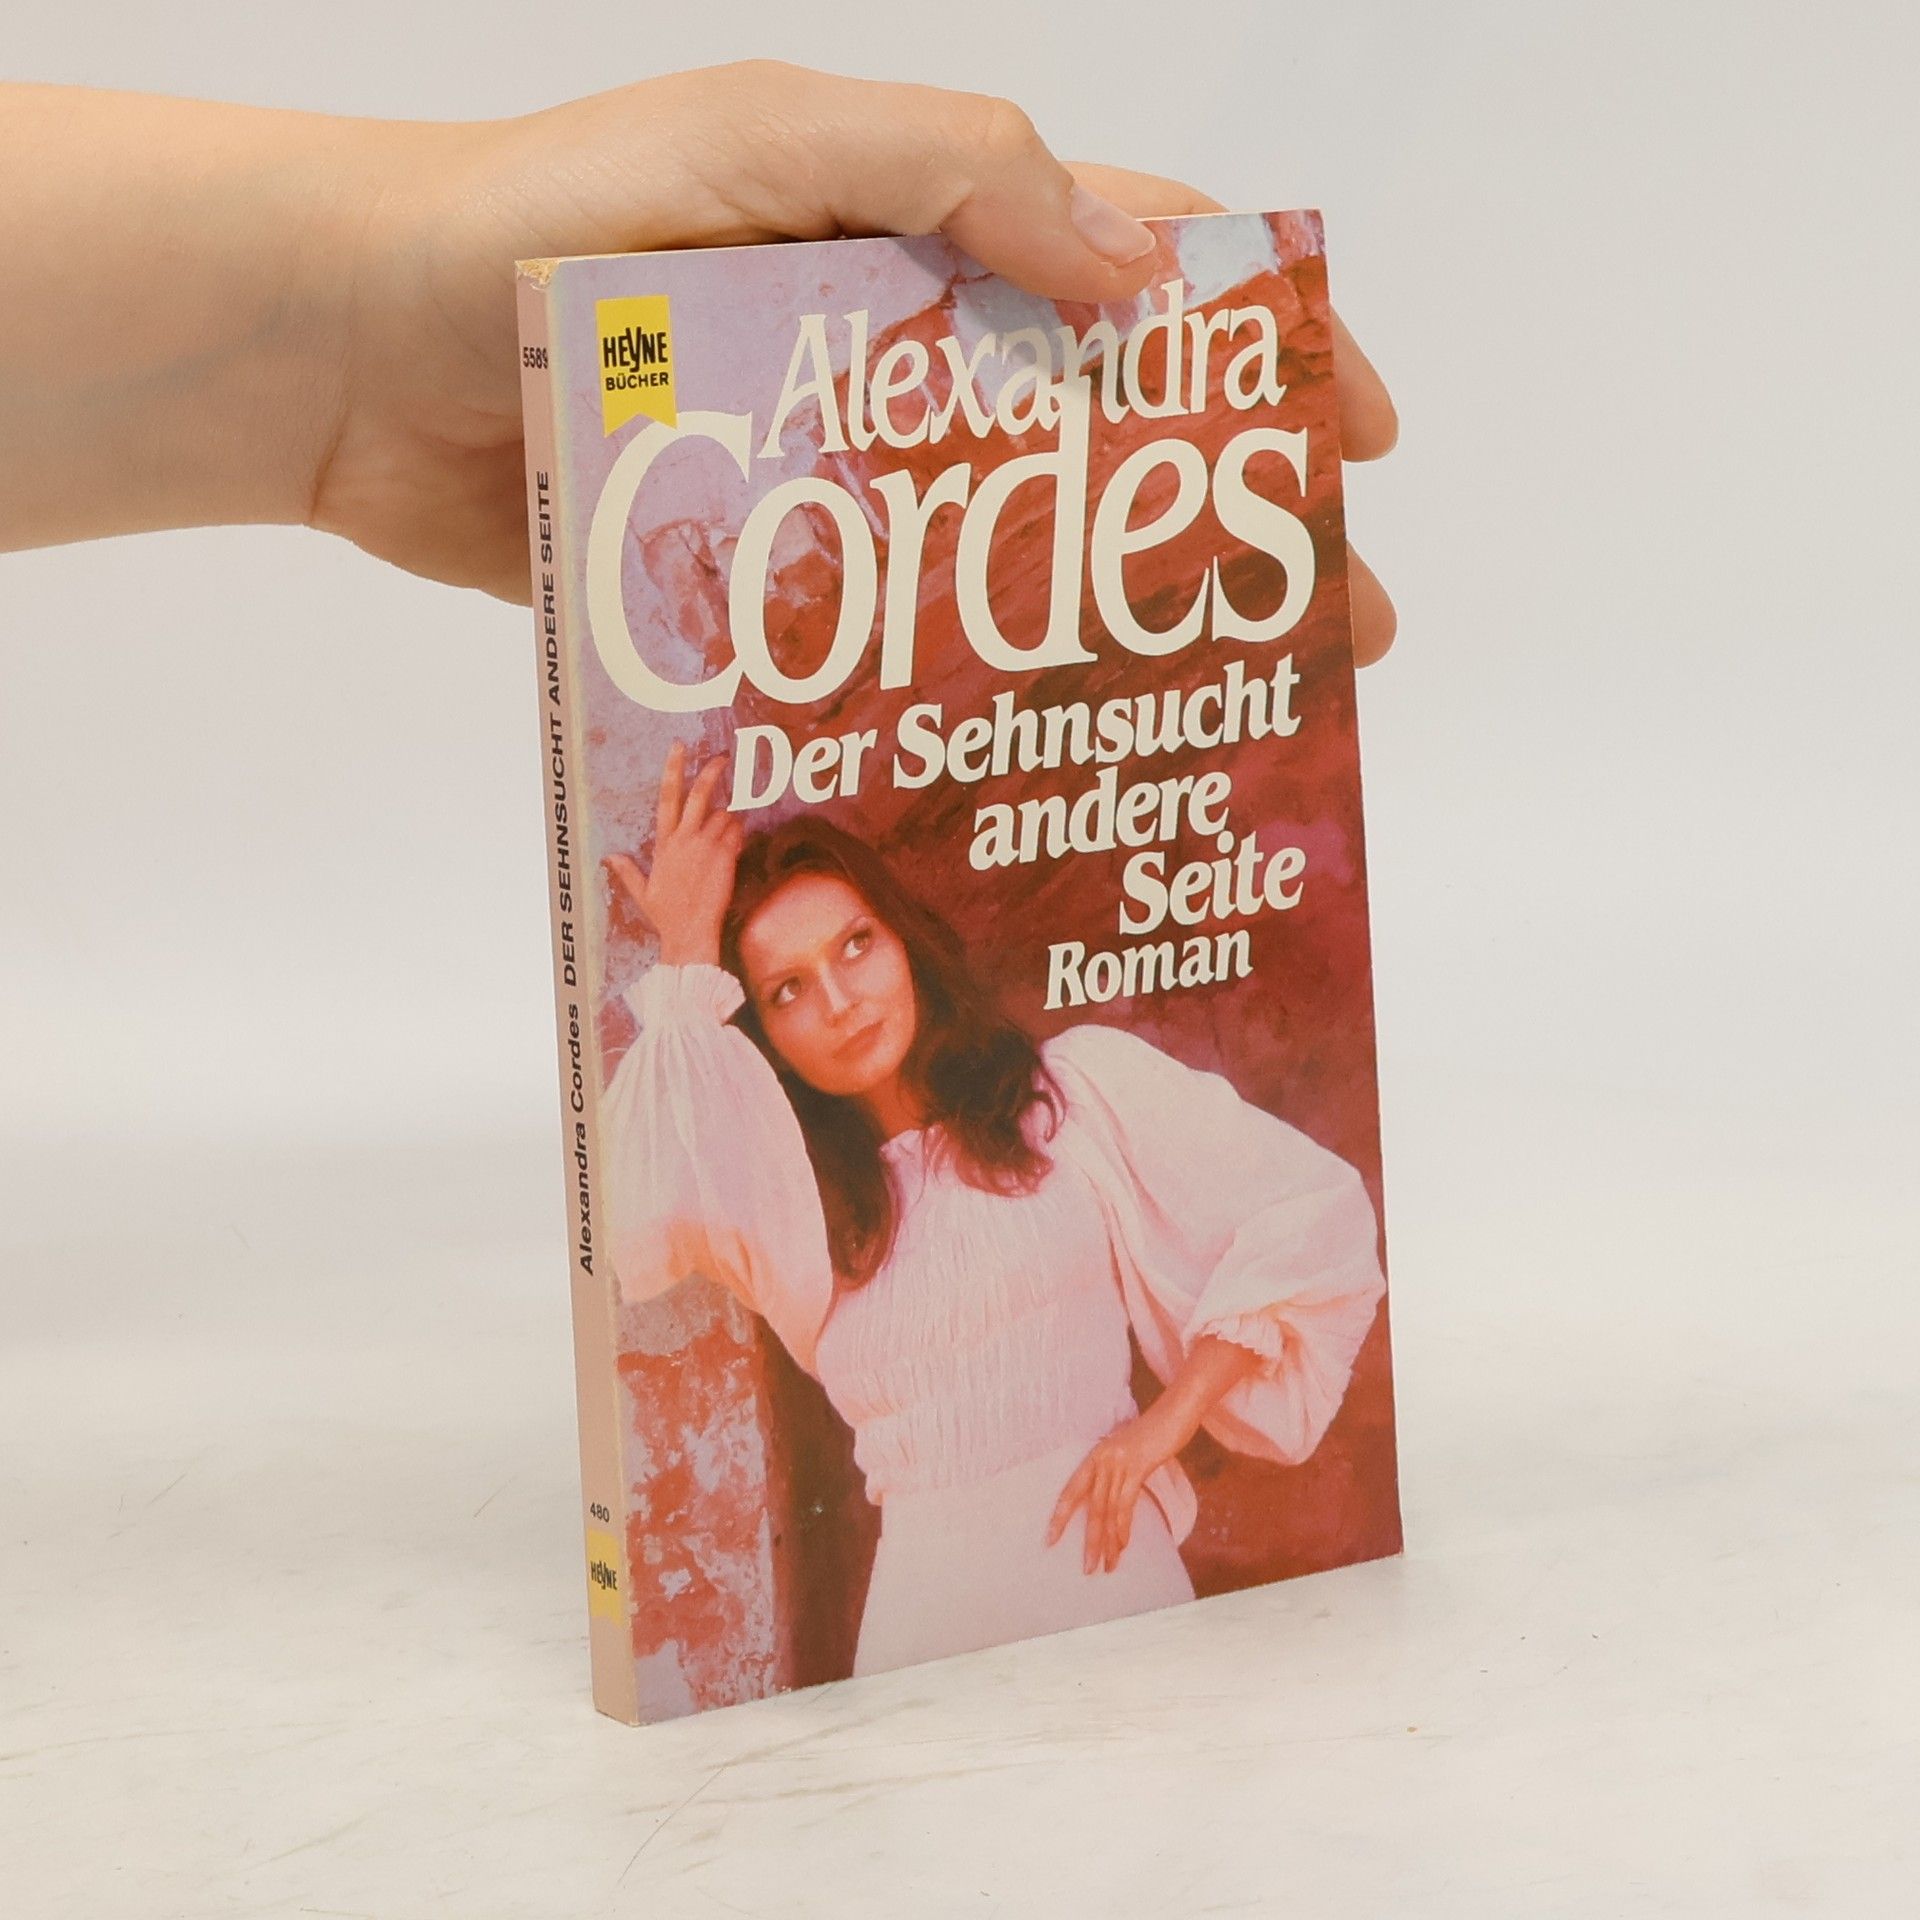 HEYNE
BÜCHER
Alexandra
Cordes
Der Sehnsucht
andere
Seite
Roman
5589
Alexandra Cordes DER SEHNSUCHT ANDERE SEITE
480
HEYNE